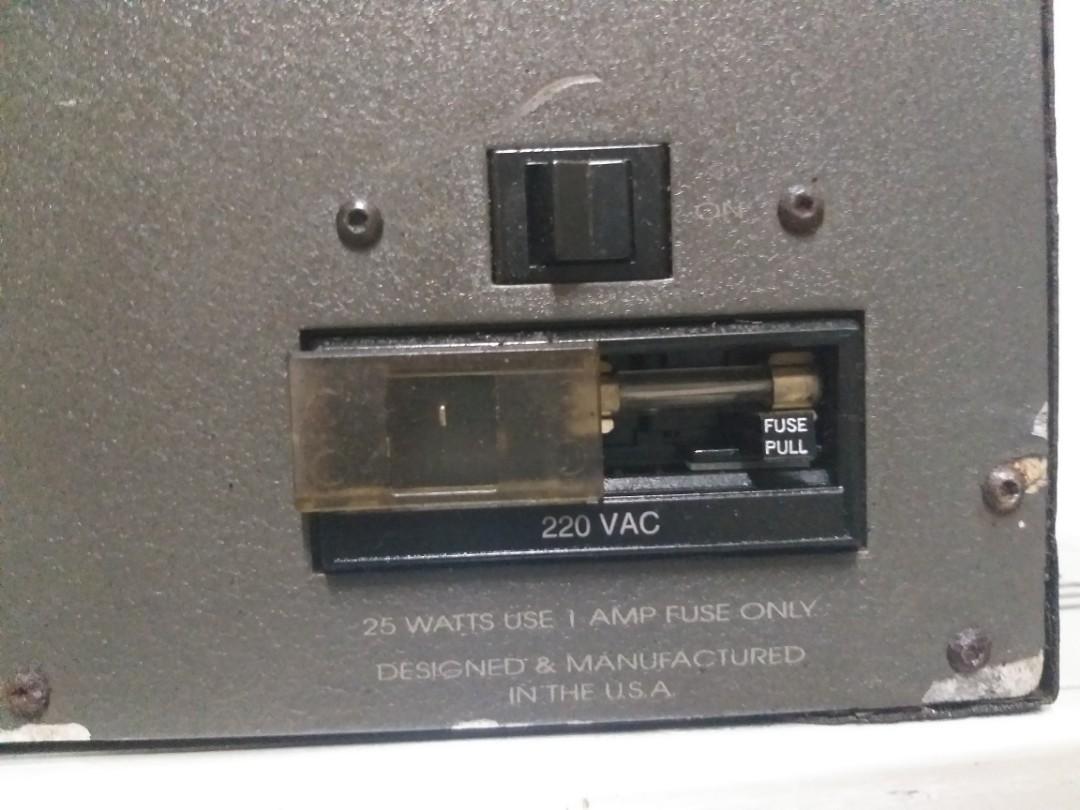 ON
FUSE
PULL
220 VAC
25 WATTS USE 1 AMP FUSE ONLY
DESIGNED & MANUFACTURED
IN THE U.S.A.